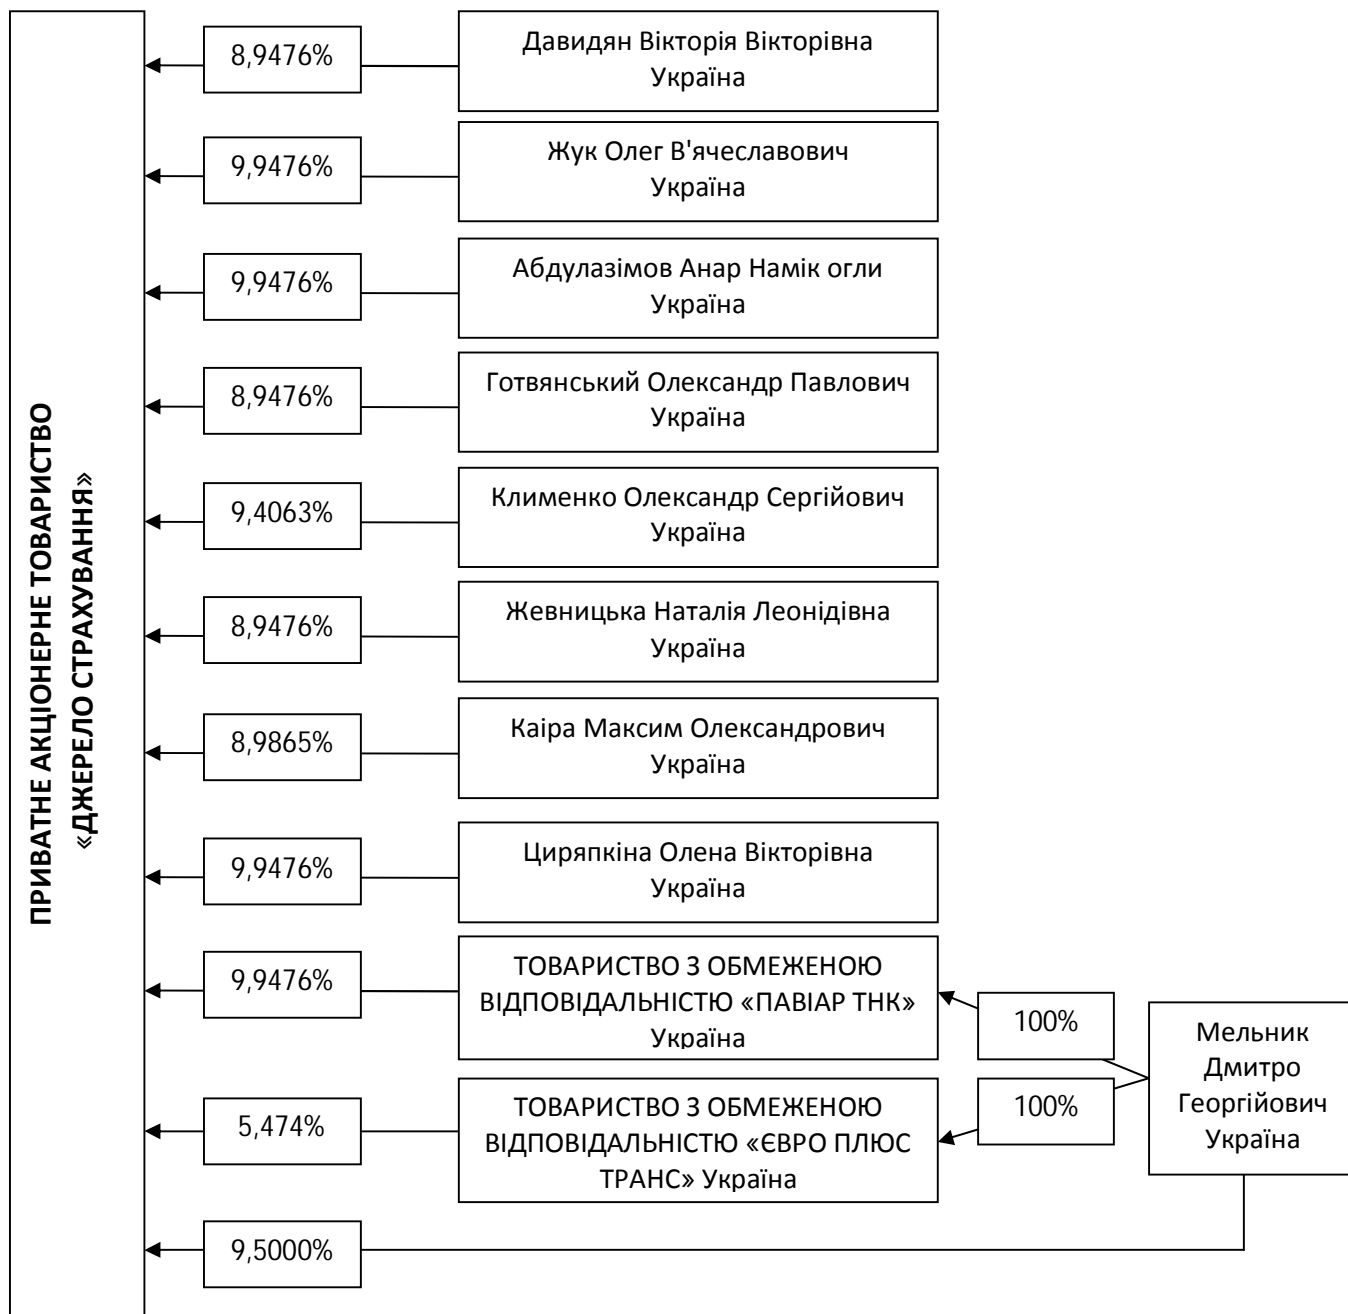 ПРИВАТНЕ АКЦІОНЕРНЕ ТОВАРИСТВО
«ДЖЕРЕЛО СТРАХУВАННЯ»
8,9476%
Давидян Вікторія Вікторівна
Україна
9,9476%
Жук Олег В'ячеславович
Україна
9,9476%
Абдулазімов Анар Намік огли
Україна
8,9476%
Готвянський Олександр Павлович
Україна
9,4063%
Клименко Олександр Сергійович
Україна
8,9476%
Жевницька Наталія Леонідівна
Україна
8,9865%
Каіра Максим Олександрович
Україна
9,9476%
Циряпкіна Олена Вікторівна
Україна
9,9476%
ТОВАРИСТВО З ОБМЕЖЕНОЮ
ВІДПОВІДАЛЬНІСТЮ «ПАВІАР ТНК»
Україна
100%
5,474%
ТОВАРИСТВО З ОБМЕЖЕНОЮ
ВІДПОВІДАЛЬНІСТЮ «ЄВРО ПЛЮС
ТРАНС» Україна
100%
Мельник
Дмитро
Георгійович
Україна
9,5000%